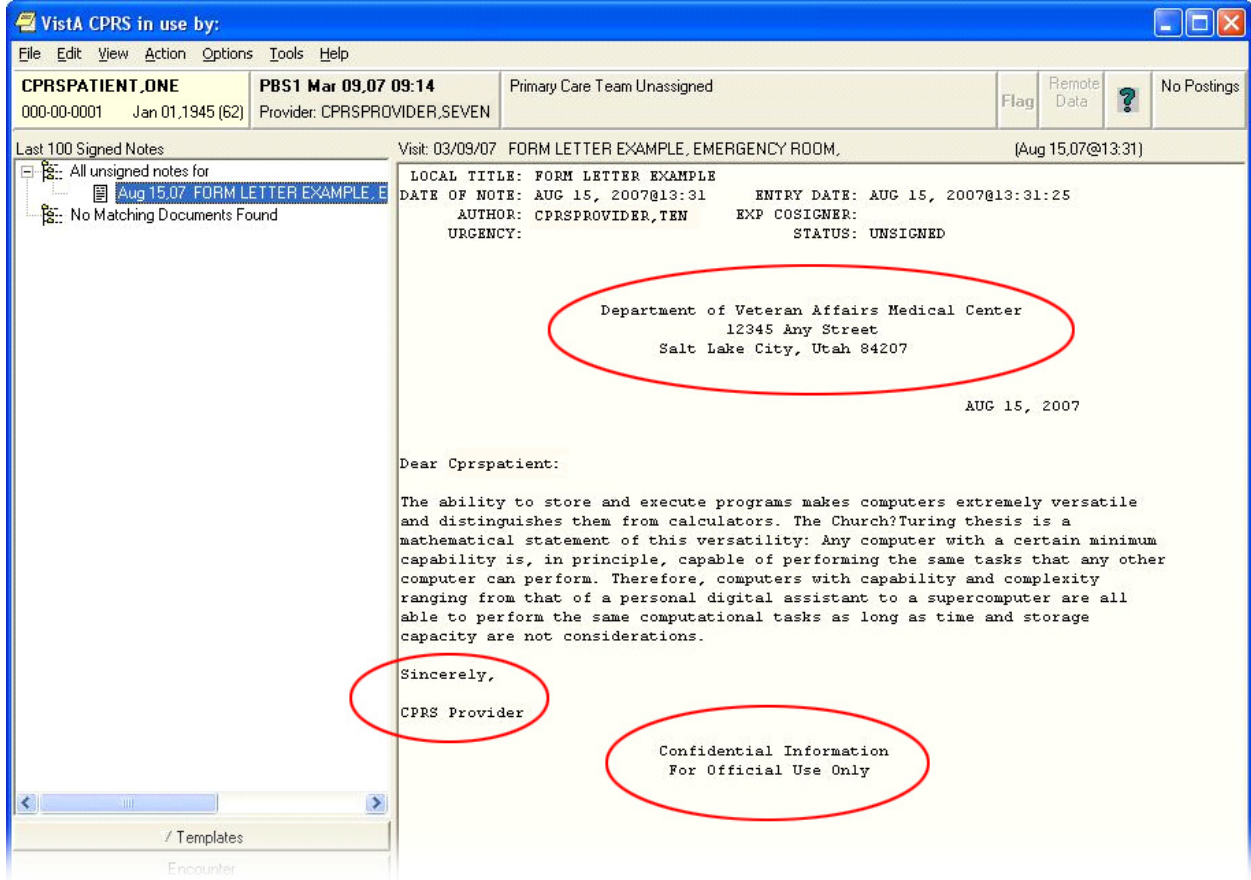 VistA CPRS in use by:
File Edit View Action Options Tools Help
CPRSPATIENT,ONE
000-00-0001 Jan 01,1945 (62)
PBS1 Mar 09,07 09:14
Provider: CPRSPROVIDER,SEVEN
Primary Care Team Unassigned
Flag
Remote
Data
?
No Postings
Last 100 Signed Notes
All unsigned notes for
Aug 15,07 FORM LETTER EXAMPLE, E
No Matching Documents Found
Visit: 03/09/07 FORM LETTER EXAMPLE, EMERGENCY ROOM, (Aug 15,07@13:31)
LOCAL TITLE: FORM LETTER EXAMPLE
DATE OF NOTE: AUG 15, 2007@13:31 ENTRY DATE: AUG 15, 2007@13:31:25
AUTHOR: CPRSPROVIDER,TEN EXP COSIGNER:
URGENCY: STATUS: UNSIGNED
Department of Veteran Affairs Medical Center
12345 Any Street
Salt Lake City, Utah 84207
AUG 15, 2007
Dear Cprspatient:
The ability to store and execute programs makes computers extremely versatile
and distinguishes them from calculators. The Church?Turing thesis is a
mathematical statement of this versatility: Any computer with a certain minimum
capability is, in principle, capable of performing the same tasks that any other
computer can perform. Therefore, computers with capability and complexity
ranging from that of a personal digital assistant to a supercomputer are all
able to perform the same computational tasks as long as time and storage
capacity are not considerations.
Sincerely,
CPRS Provider
Confidential Information
For Official Use Only
/ Templates
Encounter